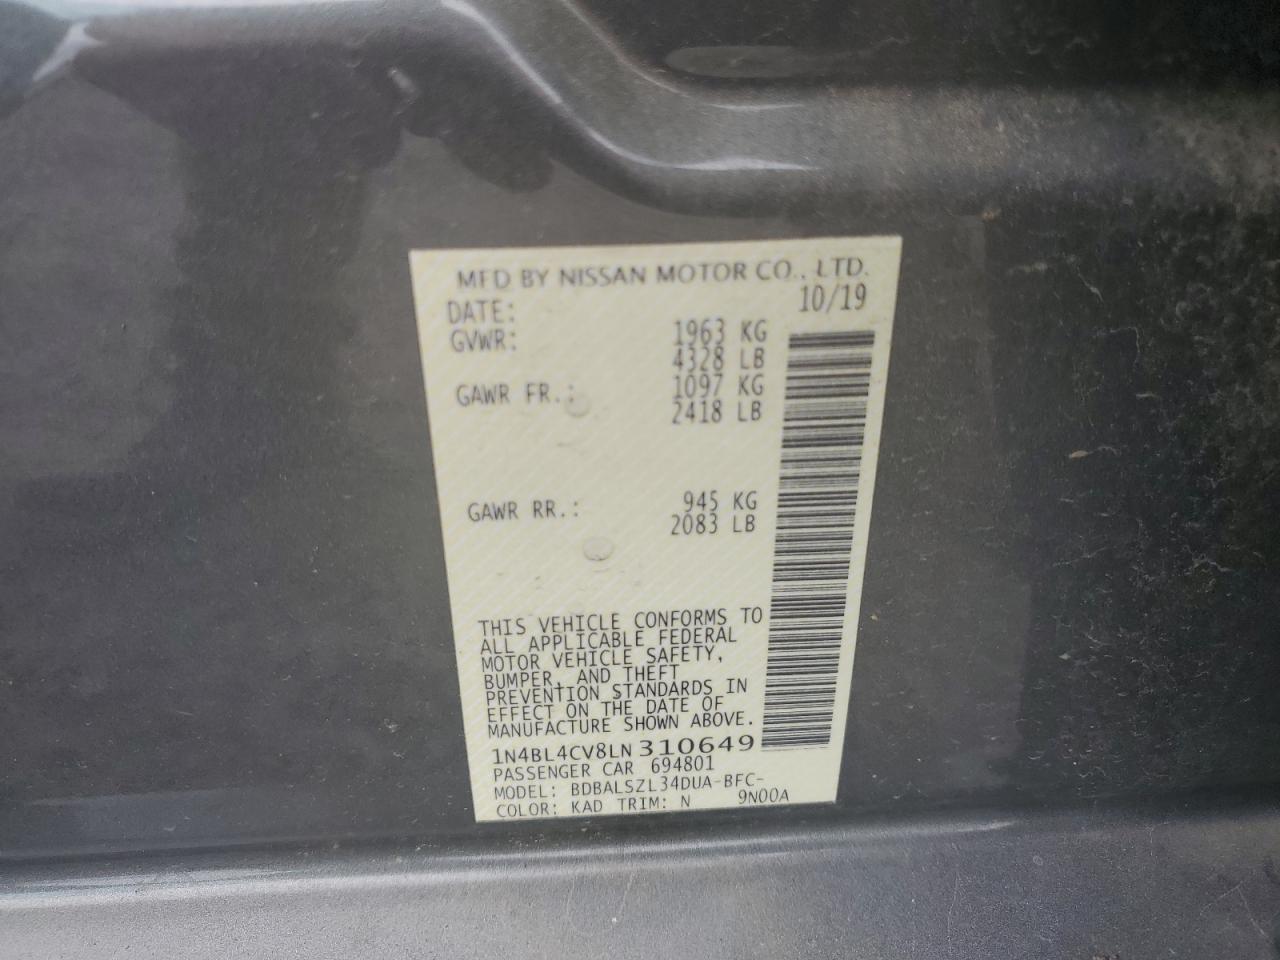 MFD BY NISSAN MOTOR CO., LTD.
DATE: 10/19
GVWR: 1963 KG
4328 LB
GAWR FR.: 1097 KG
2418 LB
GAWR RR.: 945 KG
2083 LB
THIS VEHICLE CONFORMS TO
ALL APPLICABLE FEDERAL
MOTOR VEHICLE SAFETY,
BUMPER, AND THEFT
PREVENTION STANDARDS IN
EFFECT ON THE DATE OF
MANUFACTURE SHOWN ABOVE.
1N4BL4CV8LN 310649
PASSENGER CAR 694801
MODEL: BDBALSZL34DUA-BFC-
COLOR: KAD TRIM: N 9N00A